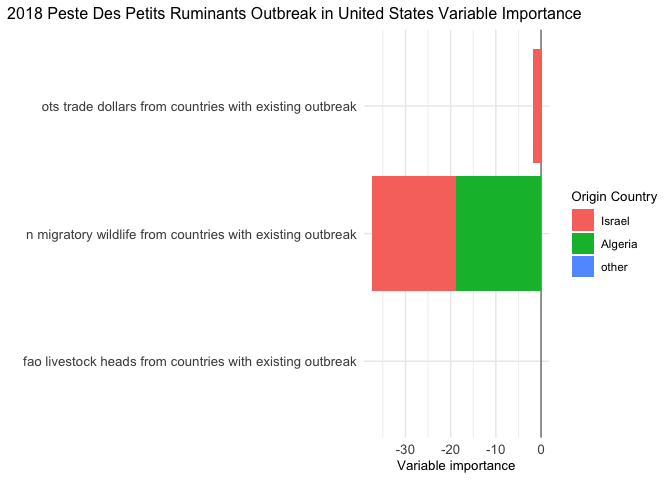 2018 Peste Des Petits Ruminants Outbreak in United States Variable Importance
ots trade dollars from countries with existing outbreak
n migratory wildlife from countries with existing outbreak
fao livestock heads from countries with existing outbreak
-30 -20 -10 0
Variable importance
Origin Country
Israel
Algeria
other